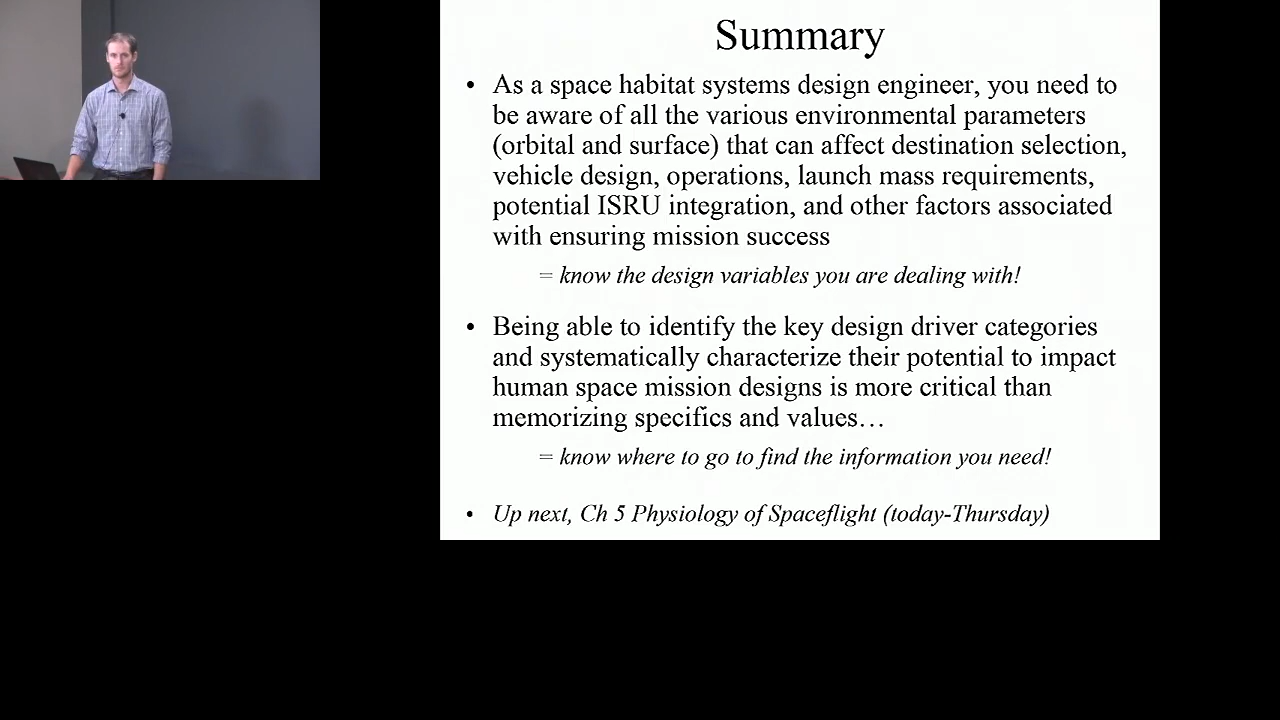 Summary
• As a space habitat systems design engineer, you need to
be aware of all the various environmental parameters
(orbital and surface) that can affect destination selection,
vehicle design, operations, launch mass requirements,
potential ISRU integration, and other factors associated
with ensuring mission success
= know the design variables you are dealing with!
• Being able to identify the key design driver categories
and systematically characterize their potential to impact
human space mission designs is more critical than
memorizing specifics and values…
= know where to go to find the information you need!
• Up next, Ch 5 Physiology of Spaceflight (today-Thursday)